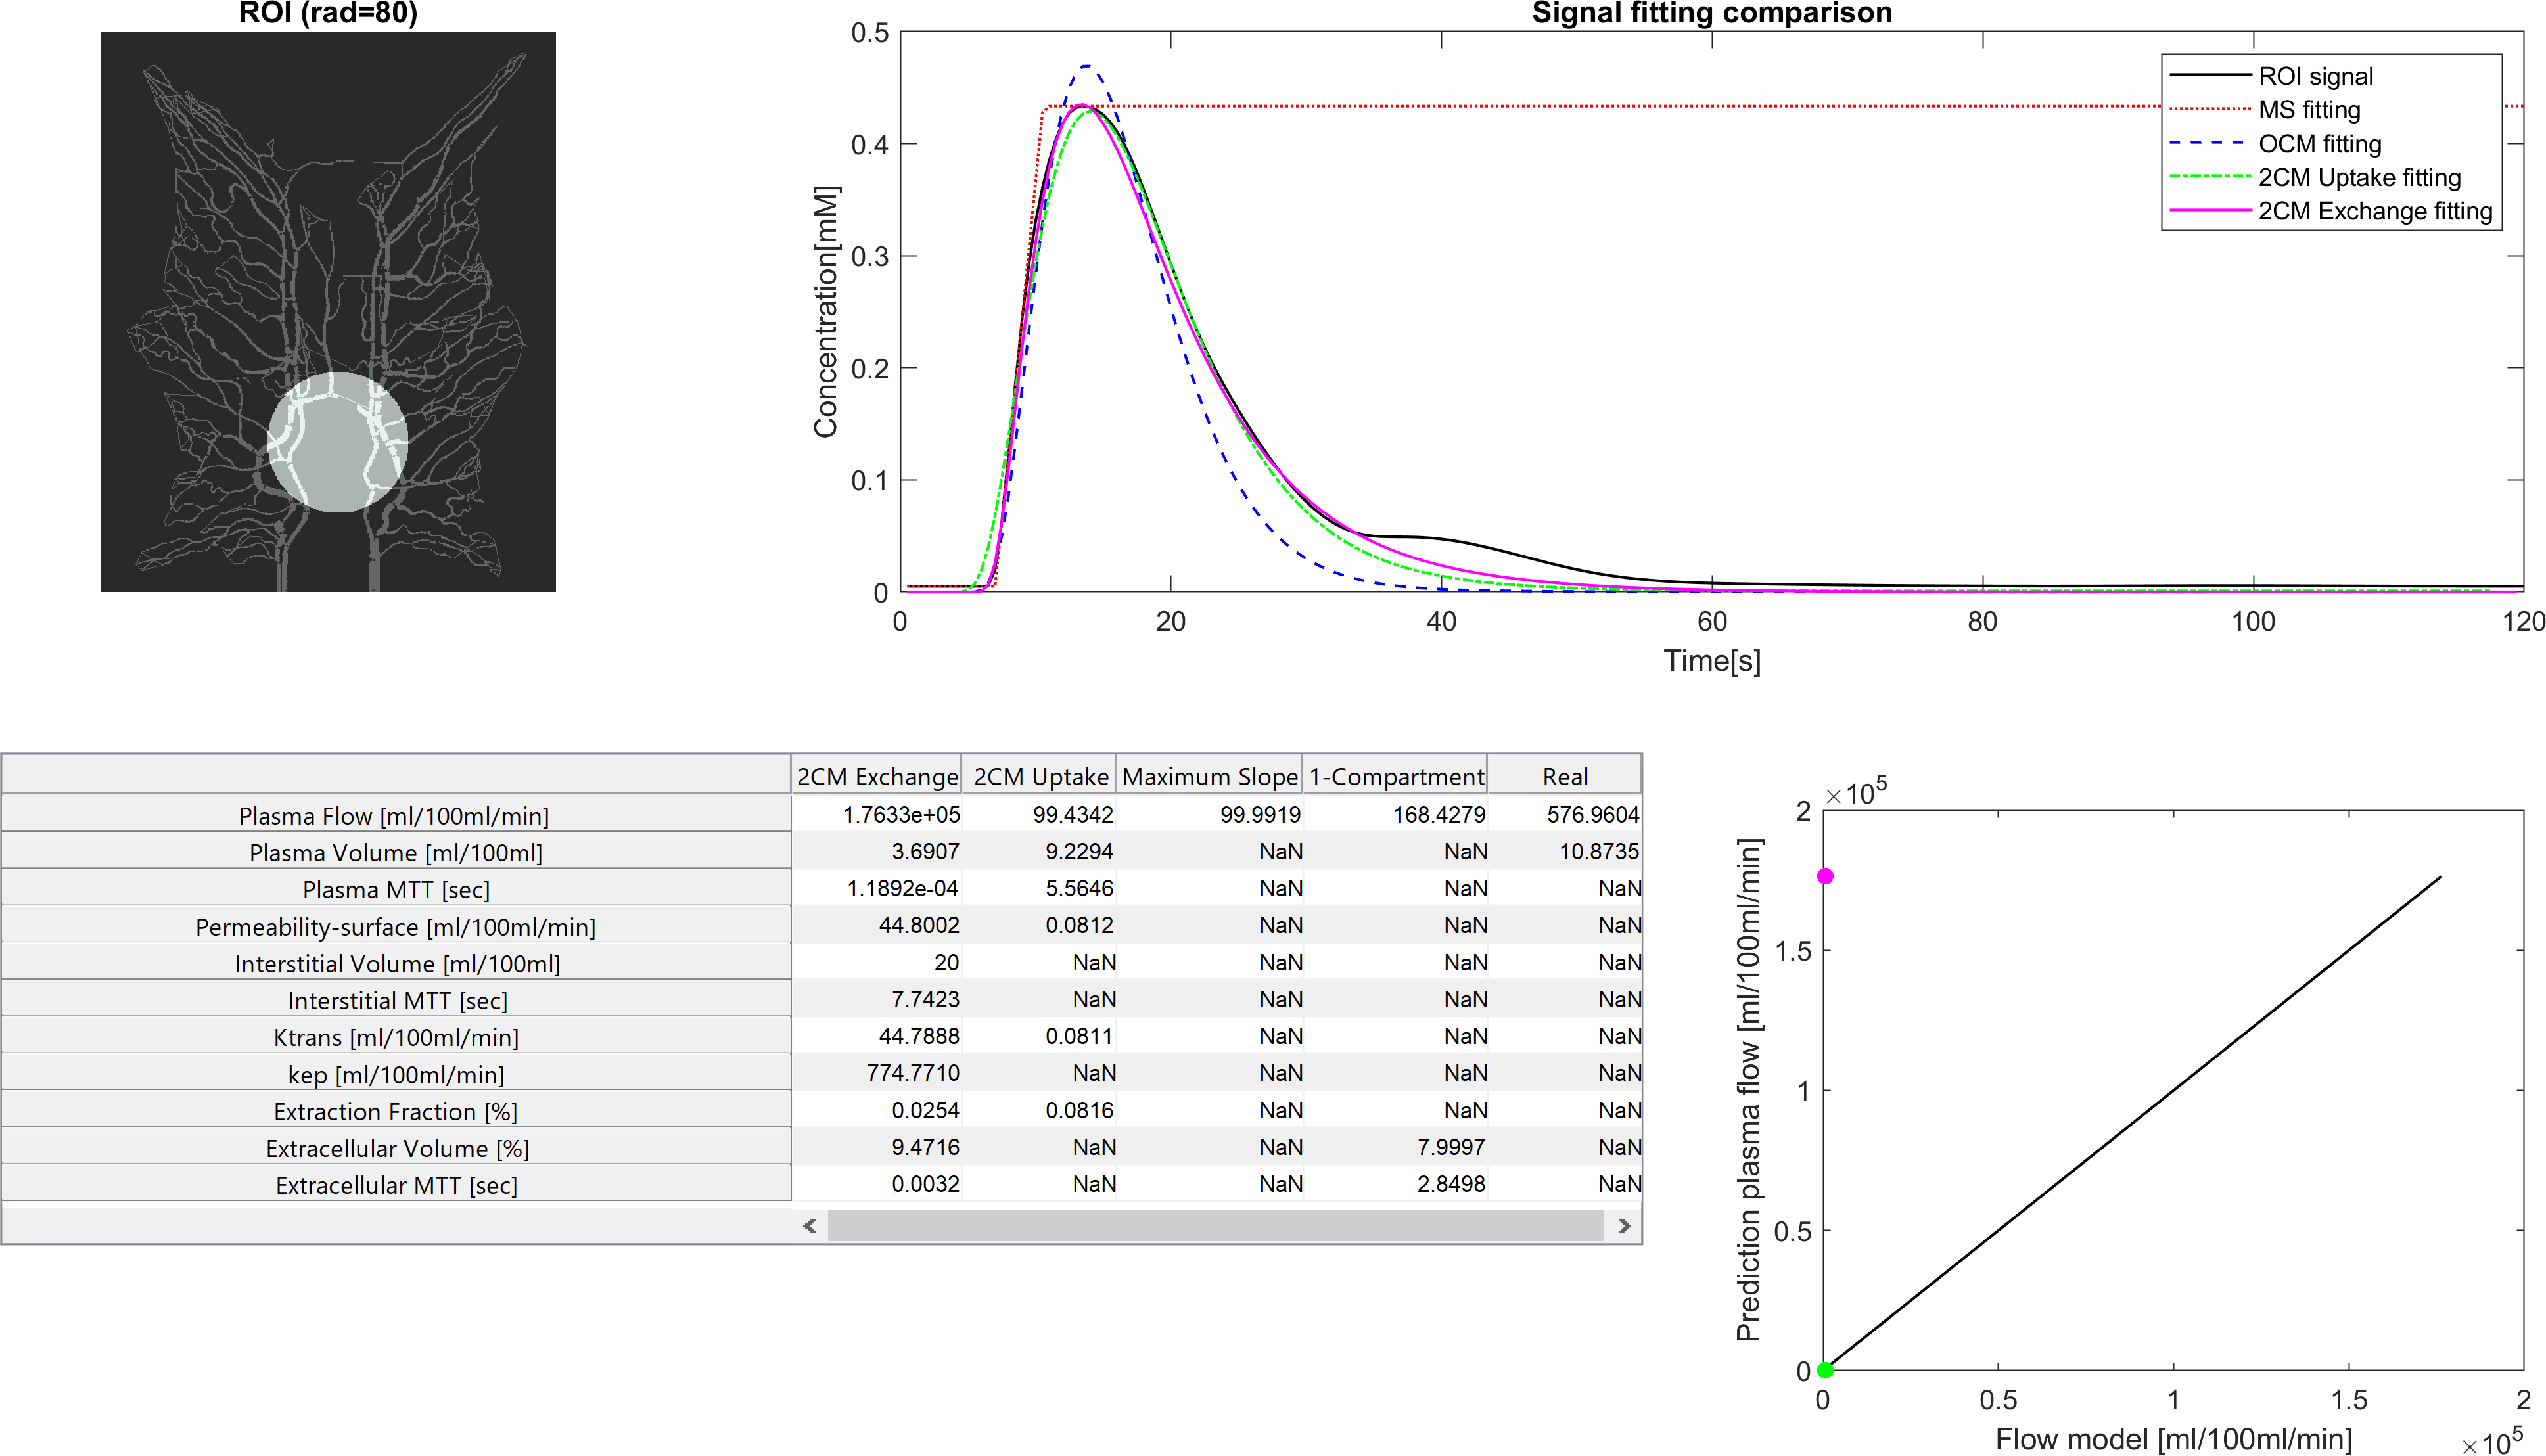 ROI (rad=80)
Signal fitting comparison
0.5
0.4
0.3
0.2
0.1
0
Concentration[mM]
0 20 40 60 80 100 120
Time[s]
ROI signal
MS fitting
OCM fitting
2CM Uptake fitting
2CM Exchange fitting
2CM Exchange 2CM Uptake Maximum Slope 1-Compartment Real
Plasma Flow [ml/100ml/min] 1.7633e+05 99.4342 99.9919 168.4279 576.9604
Plasma Volume [ml/100ml] 3.6907 9.2294 NaN NaN 10.8735
Plasma MTT [sec] 1.1892e-04 5.5646 NaN NaN NaN
Permeability-surface [ml/100ml/min] 44.8002 0.0812 NaN NaN NaN
Interstitial Volume [ml/100ml] 20 NaN NaN NaN NaN
Interstitial MTT [sec] 7.7423 NaN NaN NaN NaN
Ktrans [ml/100ml/min] 44.7888 0.0811 NaN NaN NaN
kep [ml/100ml/min] 774.7710 NaN NaN NaN NaN
Extraction Fraction [%] 0.0254 0.0816 NaN NaN NaN
Extracellular Volume [%] 9.4716 NaN NaN 7.9997 NaN
Extracellular MTT [sec] 0.0032 NaN NaN 2.8498 NaN
×10⁵
2
1.5
1
0.5
0
Prediction plasma flow [ml/100ml/min]
0 0.5 1 1.5 2
Flow model [ml/100ml/min]
×10⁵